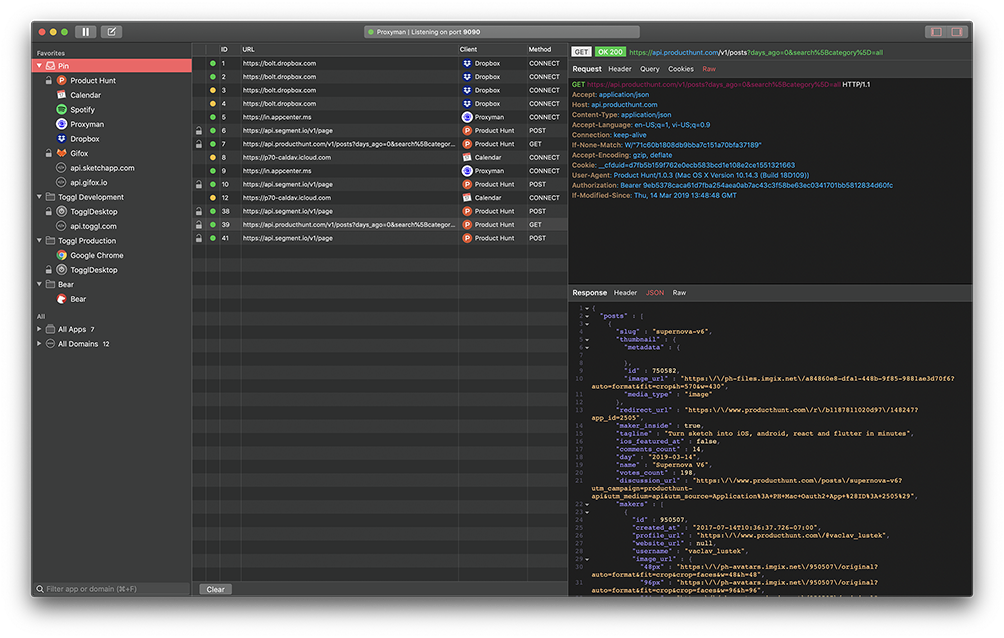 Proxyman | Listening on port 9090
Favorites
Pin
Product Hunt
Calendar
Spotify
Proxyman
Dropbox
Gifox
api.sketchapp.com
api.gifox.io
Toggl Development
TogglDesktop
api.toggl.com
Toggl Production
Google Chrome
TogglDesktop
Bear
Bear
All
All Apps 7
All Domains 12
Filter app or domain (⌘+F)
ID URL Client Method
1 https://bolt.dropbox.com Dropbox CONNECT
2 https://bolt.dropbox.com Dropbox CONNECT
3 https://bolt.dropbox.com Dropbox CONNECT
4 https://bolt.dropbox.com Dropbox CONNECT
5 https://in.appcenter.ms Proxyman CONNECT
6 https://api.segment.io/v1/page Product Hunt POST
7 https://api.producthunt.com/v1/posts?days_ago=0&search%5Bcategor... Product Hunt GET
8 https://p70-caldav.icloud.com Calendar CONNECT
9 https://in.appcenter.ms Proxyman CONNECT
10 https://api.segment.io/v1/page Product Hunt POST
12 https://p70-caldav.icloud.com Calendar CONNECT
38 https://api.segment.io/v1/page Product Hunt POST
39 https://api.producthunt.com/v1/posts?days_ago=0&search%5Bcategor... Product Hunt GET
41 https://api.segment.io/v1/page Product Hunt POST
Clear
GET OK 200 https://api.producthunt.com/v1/posts?days_ago=0&search%5Bcategory%5D=all
Request Header Query Cookies Raw
GET https://api.producthunt.com/v1/posts?days_ago=0&search%5Bcategory%5D=all HTTP/1.1
Accept: application/json
Host: api.producthunt.com
Content-Type: application/json
Accept-Language: en-US;q=1, vi-US;q=0.9
Connection: keep-alive
If-None-Match: W/"71c60b1808db9bba7c151a70bfa37189"
Accept-Encoding: gzip, deflate
Cookie: __cfduid=d7fb5b159f762e0ecb583bcd1e108e2ce1551321663
User-Agent: Product Hunt/1.0.3 (Mac OS X Version 10.14.3 (Build 18D109))
Authorization: Bearer 9eb5378caca61d7fba254aea0ab7ac43c3f58be63ec0341701bb5812834d60fc
If-Modified-Since: Thu, 14 Mar 2019 13:48:48 GMT
Response Header JSON Raw
1 {
2 "posts" : [
3 {
4 "slug" : "supernova-v6",
5 "thumbnail" : {
6 "metadata" : {
7
8 },
9 "id" : 750582,
10 "image_url" : "https:\/\/ph-files.imgix.net\/a84860e8-dfa1-448b-9f85-9881ae3d70f6?
auto=format&fit=crop&h=570&w=430",
11 "media_type" : "image"
12 },
13 "redirect_url" : "https:\/\/www.producthunt.com\/r\/b1187811020d97\/148247?
app_id=2505",
14 "maker_inside" : true,
15 "tagline" : "Turn sketch into iOS, android, react and flutter in minutes",
16 "ios_featured_at" : false,
17 "comments_count" : 14,
18 "day" : "2019-03-14",
19 "name" : "Supernova V6",
20 "votes_count" : 198,
21 "discussion_url" : "https:\/\/www.producthunt.com\/posts\/supernova-v6?
utm_campaign=producthunt-
api&utm_medium=api&utm_source=Application%3A+PH+Mac+Oauth2+App+%28ID%3A+2505%29",
22 "makers" : [
23 {
24 "id" : 950507,
25 "created_at" : "2017-07-14T10:36:37.726-07:00",
26 "profile_url" : "https:\/\/www.producthunt.com\/@vaclav_lustek",
27 "website_url" : null,
28 "username" : "vaclav_lustek",
29 "image_url" : {
30 "48px" : "https:\/\/ph-avatars.imgix.net\/950507\/original?
auto=format&fit=crop&crop=faces&w=48&h=48",
31 "96px" : "https:\/\/ph-avatars.imgix.net\/950507\/original?
auto=format&fit=crop&crop=faces&w=96&h=96",